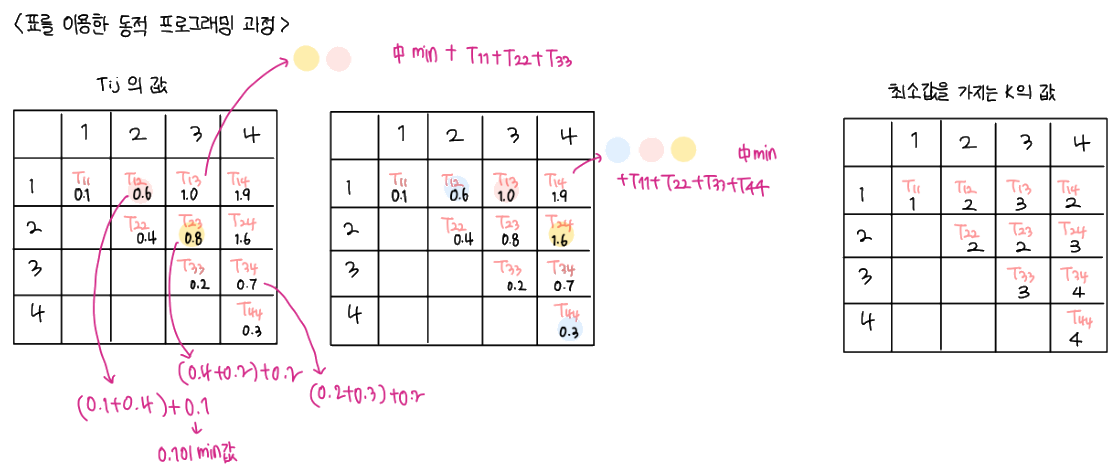 <표를 이용한 동적 프로그래밍 과정>
中 min + T11+T22+T33
Tij 의 값
1 2 3 4
1 T11 0.1 T12 0.6 T13 1.0 T14 1.9
2 T22 0.4 T23 0.8 T24 1.6
3 T33 0.2 T34 0.7
4 T44 0.3
(0.4+0.2)+0.2
(0.2+0.3)+0.2
(0.1+0.4)+0.1
0.101 min값
1 2 3 4
1 T11 0.1 T12 0.6 T13 1.0 T14 1.9
2 T22 0.4 T23 0.8 T24 1.6
3 T33 0.2 T34 0.7
4 T44 0.3
中 min
+T11+T22+T33+T44
최소값을 가지는 K의 값
1 2 3 4
1 T11 1 T12 2 T13 3 T14 2
2 T22 2 T23 2 T24 3
3 T33 3 T34 4
4 T44 4